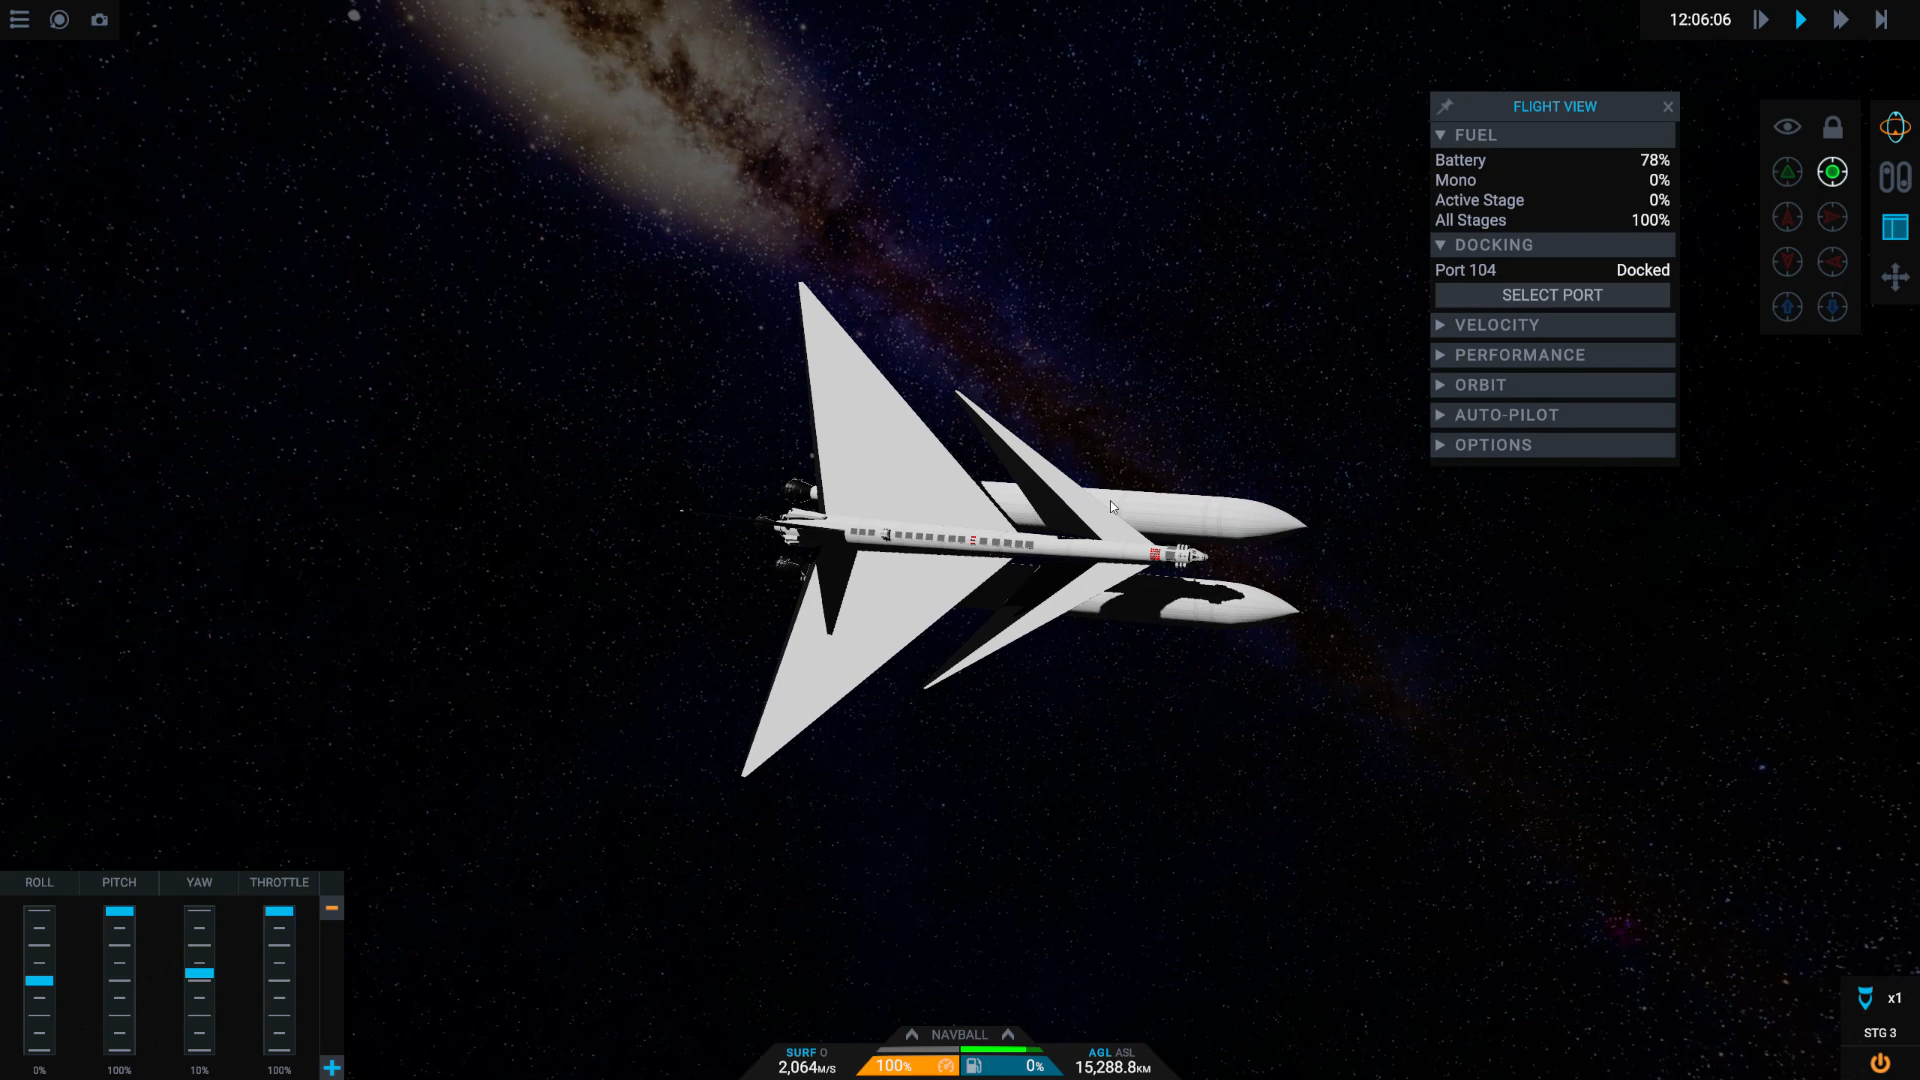 12:06:06
FLIGHT VIEW
FUEL
Battery 78%
Mono 0%
Active Stage 0%
All Stages 100%
DOCKING
Port 104 Docked
SELECT PORT
VELOCITY
PERFORMANCE
ORBIT
AUTO-PILOT
OPTIONS
ROLL PITCH YAW THROTTLE
0% 100% 10% 100%
NAVBALL
SURF O
2,064M/S
100%
0%
AGL ASL
15,288.8KM
x1
STG 3